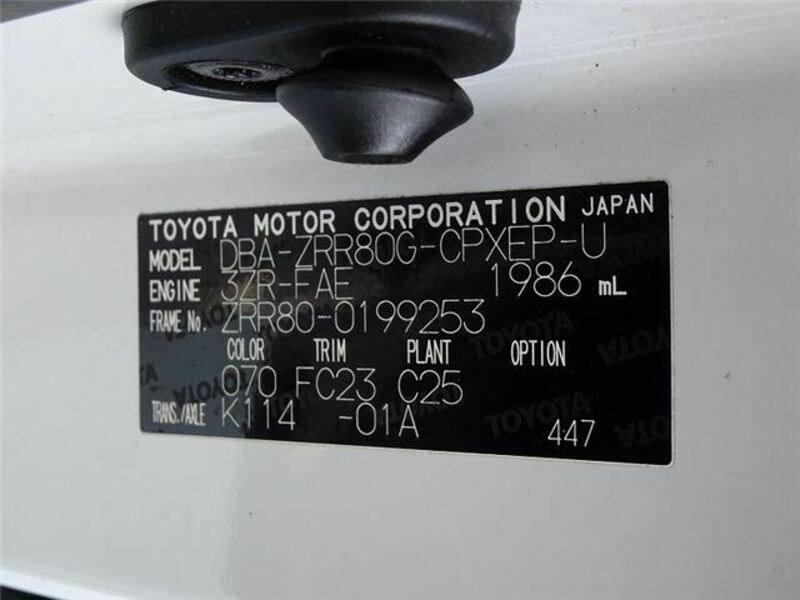 TOYOTA MOTOR CORPORATION JAPAN
MODEL DBA-ZRR80G-CPXEP-U
ENGINE 3ZR-FAE 1986 mL
FRAME No. ZRR80-0199253
COLOR TRIM PLANT OPTION
070 FC23 C25
TRANS./AXLE K114 -01A
447